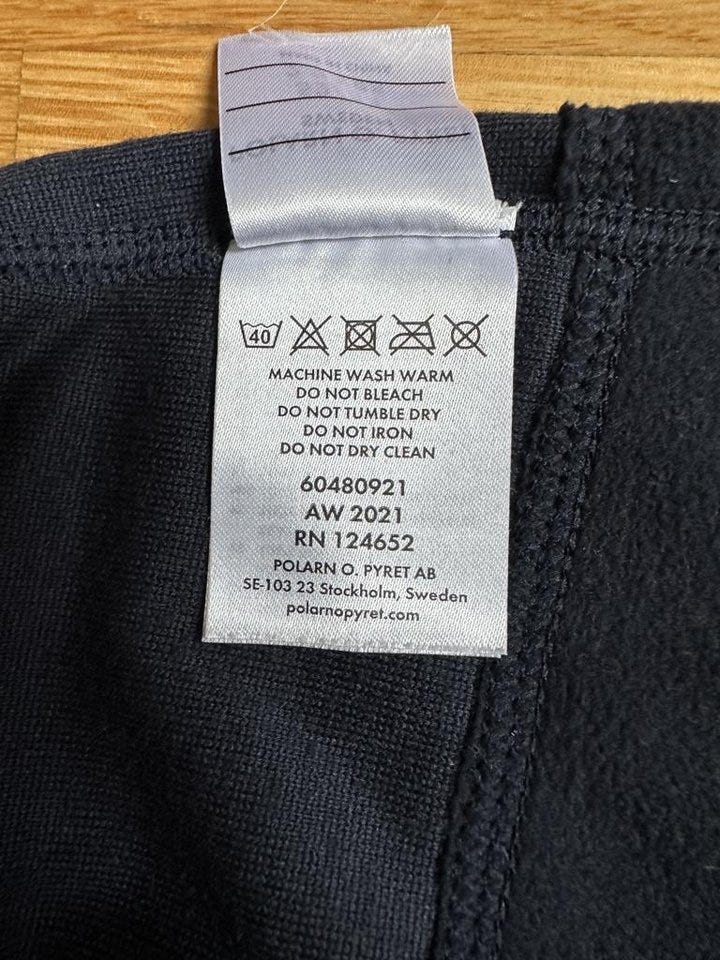 40
MACHINE WASH WARM
DO NOT BLEACH
DO NOT TUMBLE DRY
DO NOT IRON
DO NOT DRY CLEAN
60480921
AW 2021
RN 124652
POLARN O. PYRET AB
SE-103 23 Stockholm, Sweden
polarnopyret.com